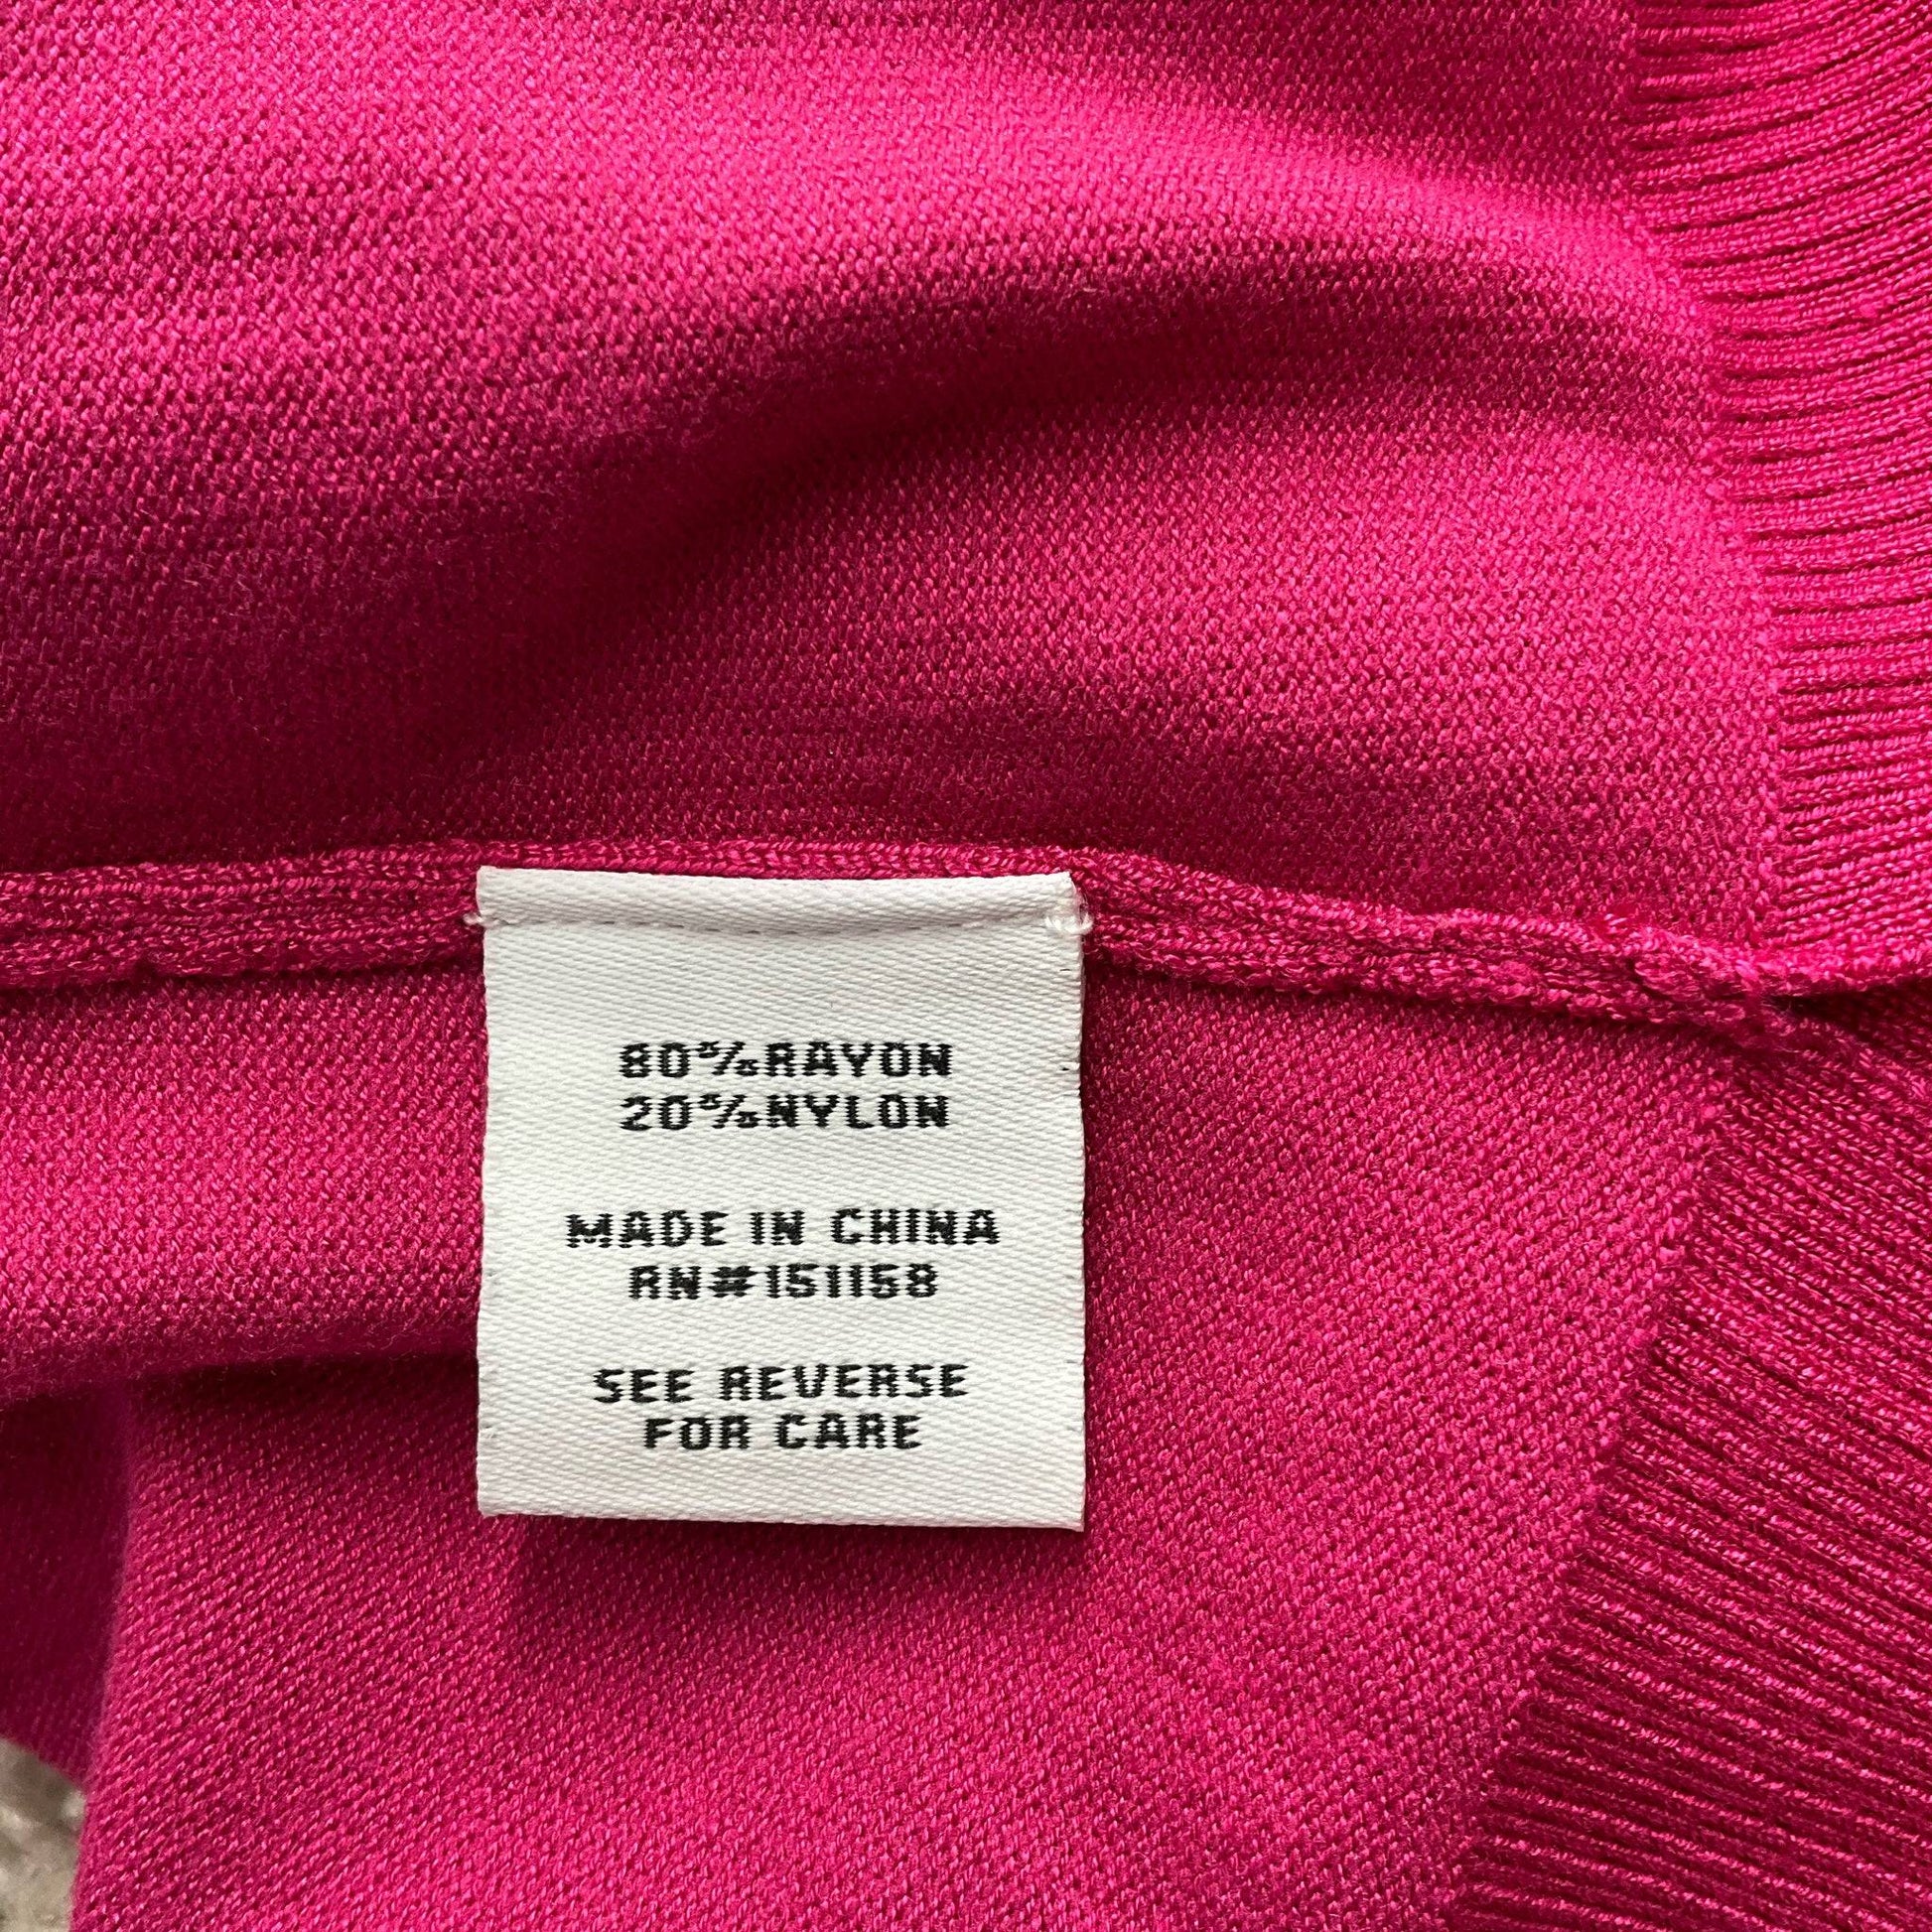 80%RAYON
20%NYLON
MADE IN CHINA
RN#151158
SEE REVERSE
FOR CARE